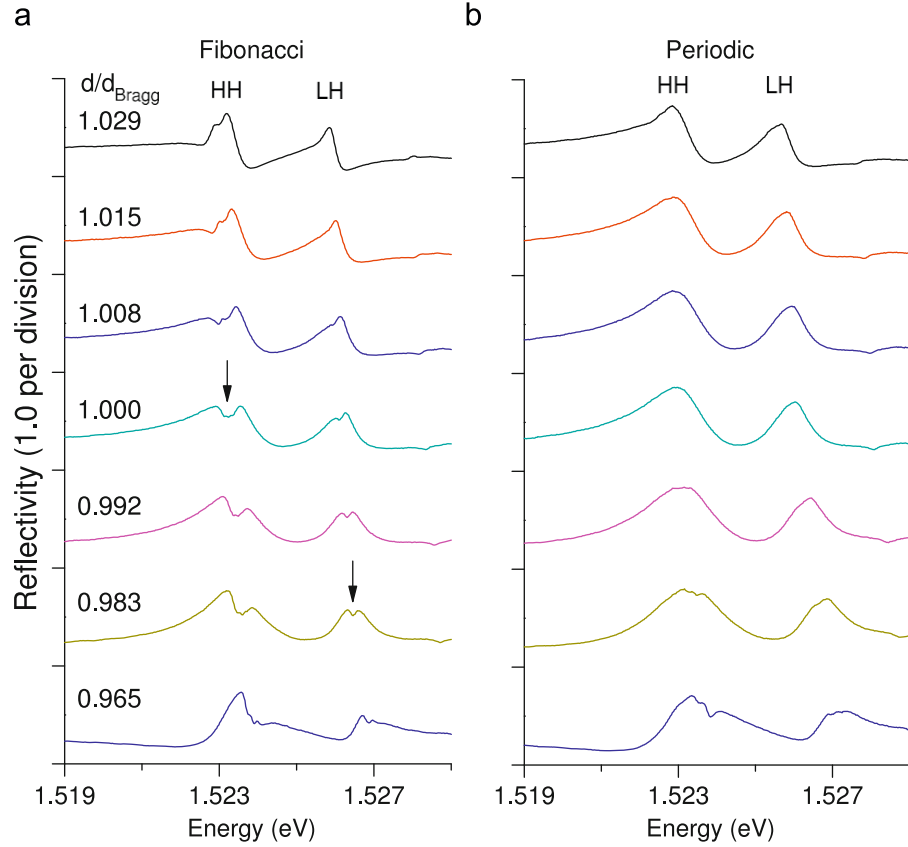 a
Fibonacci
d/dBragg
HH
LH
1.029
1.015
1.008
1.000
0.992
0.983
0.965
Reflectivity (1.0 per division)
1.519
1.523
1.527
Energy (eV)
b
Periodic
HH
LH
1.519
1.523
1.527
Energy (eV)